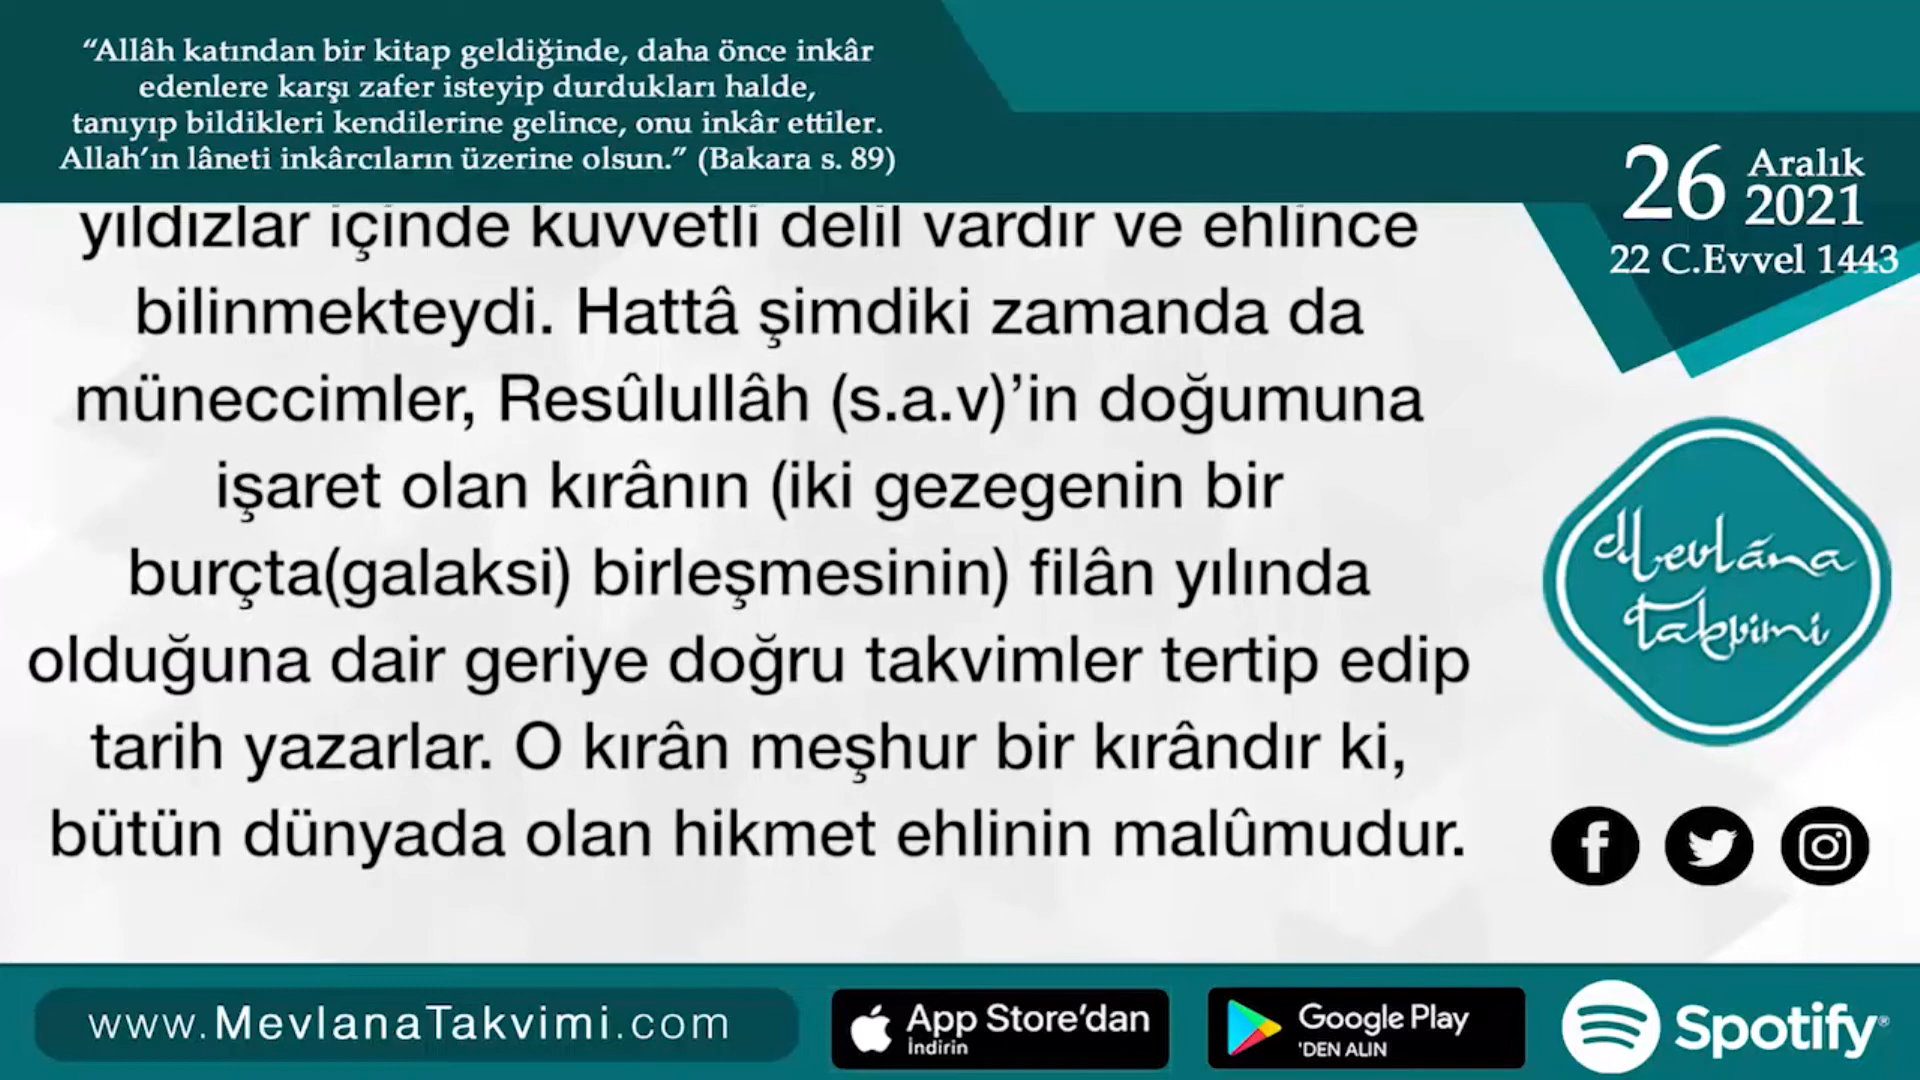 “Allâh katından bir kitap geldiğinde, daha önce inkâr
edenlere karşı zafer isteyip durdukları halde,
tanıyıp bildikleri kendilerine gelince, onu inkâr ettiler.
Allah’ın lâneti inkârcıların üzerine olsun.” (Bakara s. 89)
26 Aralık
2021
22 C.Evvel 1443
yıldızlar içinde kuvvetli delil vardır ve ehlince
bilinmekteydi. Hattâ şimdiki zamanda da
müneccimler, Resûlullâh (s.a.v)’in doğumuna
işaret olan kırânın (iki gezegenin bir
burçta(galaksi) birleşmesinin) filân yılında
olduğuna dair geriye doğru takvimler tertip edip
tarih yazarlar. O kırân meşhur bir kırândır ki,
bütün dünyada olan hikmet ehlinin malûmudur.
Mevlâna
Takvimi
www.MevlanaTakvimi.com
App Store’dan
İndirin
Google Play
'DEN ALIN
Spotify